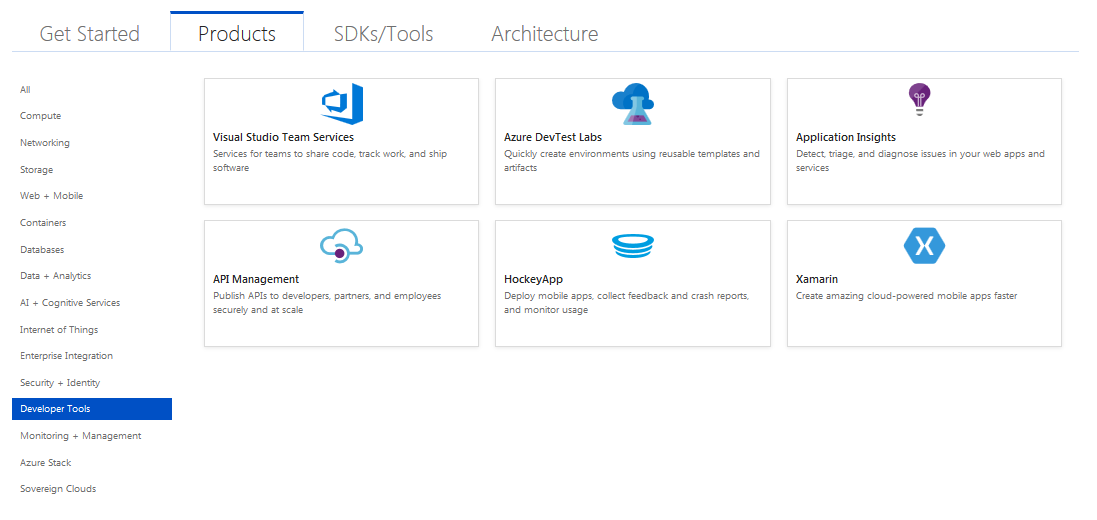 Get Started
Products
SDKs/Tools
Architecture
All
Compute
Networking
Storage
Web + Mobile
Containers
Databases
Data + Analytics
AI + Cognitive Services
Internet of Things
Enterprise Integration
Security + Identity
Developer Tools
Monitoring + Management
Azure Stack
Sovereign Clouds
Visual Studio Team Services
Services for teams to share code, track work, and ship
software
Azure DevTest Labs
Quickly create environments using reusable templates and
artifacts
Application Insights
Detect, triage, and diagnose issues in your web apps and
services
API Management
Publish APIs to developers, partners, and employees
securely and at scale
HockeyApp
Deploy mobile apps, collect feedback and crash reports,
and monitor usage
Xamarin
Create amazing cloud-powered mobile apps faster